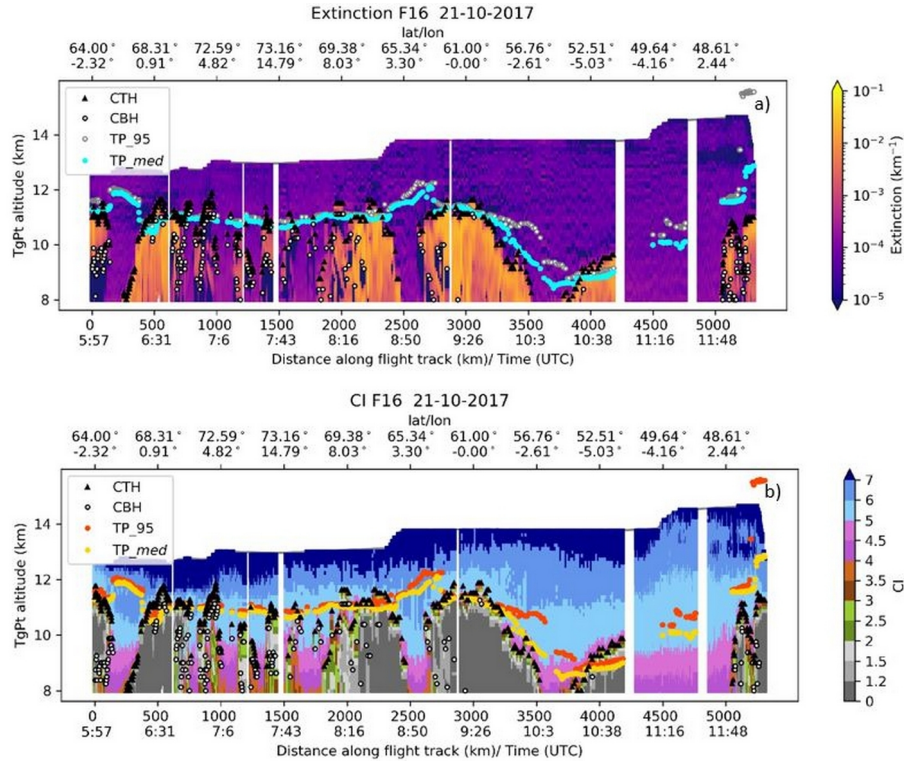 Extinction F16 21-10-2017
lat/lon
64.00° 68.31° 72.59° 73.16° 69.38° 65.34° 61.00° 56.76° 52.51° 49.64° 48.61°
-2.32° 0.91° 4.82° 14.79° 8.03° 3.30° -0.00° -2.61° -5.03° -4.16° 2.44°
a)
CTH
CBH
TP_95
TP_med
TgPt altitude (km)
14
12
10
8
0 500 1000 1500 2000 2500 3000 3500 4000 4500 5000
5:57 6:31 7:6 7:43 8:16 8:50 9:26 10:3 10:38 11:16 11:48
Distance along flight track (km)/ Time (UTC)
10⁻¹
10⁻²
10⁻³
10⁻⁴
10⁻⁵
Extinction (km⁻¹)
CI F16 21-10-2017
lat/lon
64.00° 68.31° 72.59° 73.16° 69.38° 65.34° 61.00° 56.76° 52.51° 49.64° 48.61°
-2.32° 0.91° 4.82° 14.79° 8.03° 3.30° -0.00° -2.61° -5.03° -4.16° 2.44°
b)
CTH
CBH
TP_95
TP_med
TgPt altitude (km)
14
12
10
8
0 500 1000 1500 2000 2500 3000 3500 4000 4500 5000
5:57 6:31 7:6 7:43 8:16 8:50 9:26 10:3 10:38 11:16 11:48
Distance along flight track (km)/ Time (UTC)
7
6
5
4
3.5
3
2.5
2
1.5
1.2
0
CI